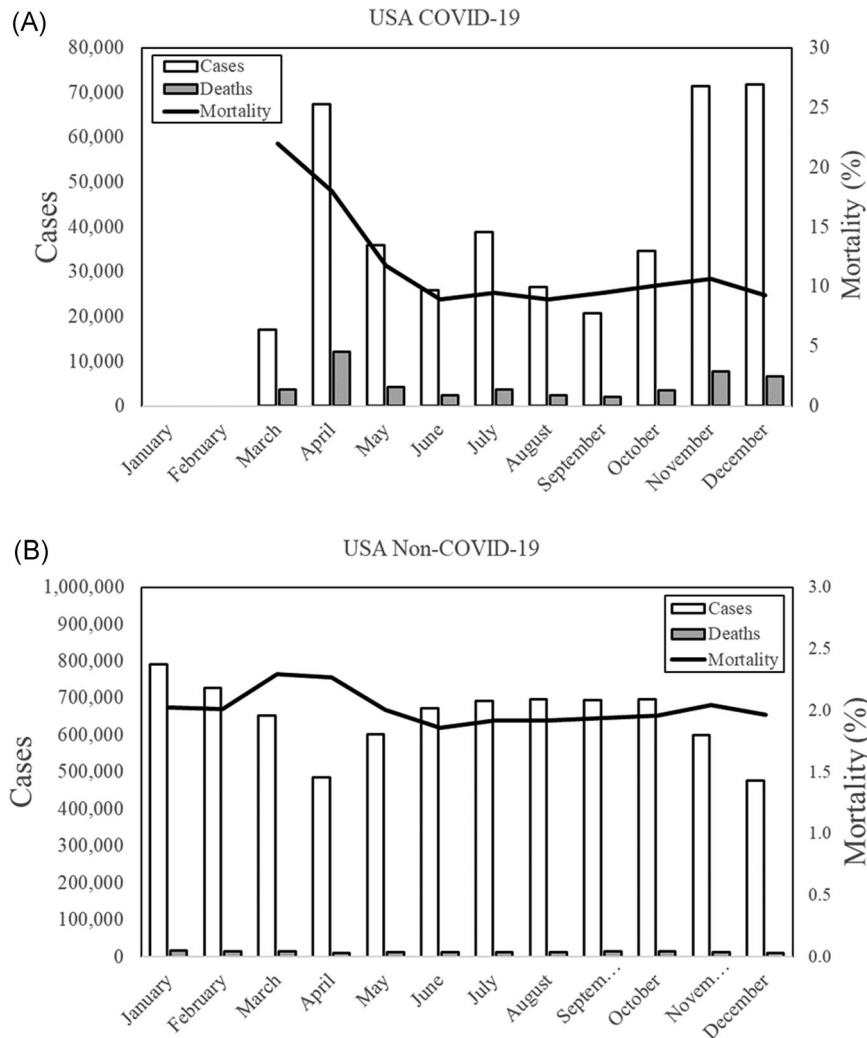 (A)
USA COVID-19
80,000
70,000
60,000
50,000
40,000
30,000
20,000
10,000
0
Cases
30
25
20
15
10
5
0
Mortality (%)
Cases
Deaths
Mortality
January
February
March
April
May
June
July
August
September
October
November
December
(B)
USA Non-COVID-19
1,000,000
900,000
800,000
700,000
600,000
500,000
400,000
300,000
200,000
100,000
0
Cases
3.0
2.5
2.0
1.5
1.0
0.5
0.0
Mortality (%)
Cases
Deaths
Mortality
January
February
March
April
May
June
July
August
Septem...
October
Novem...
December